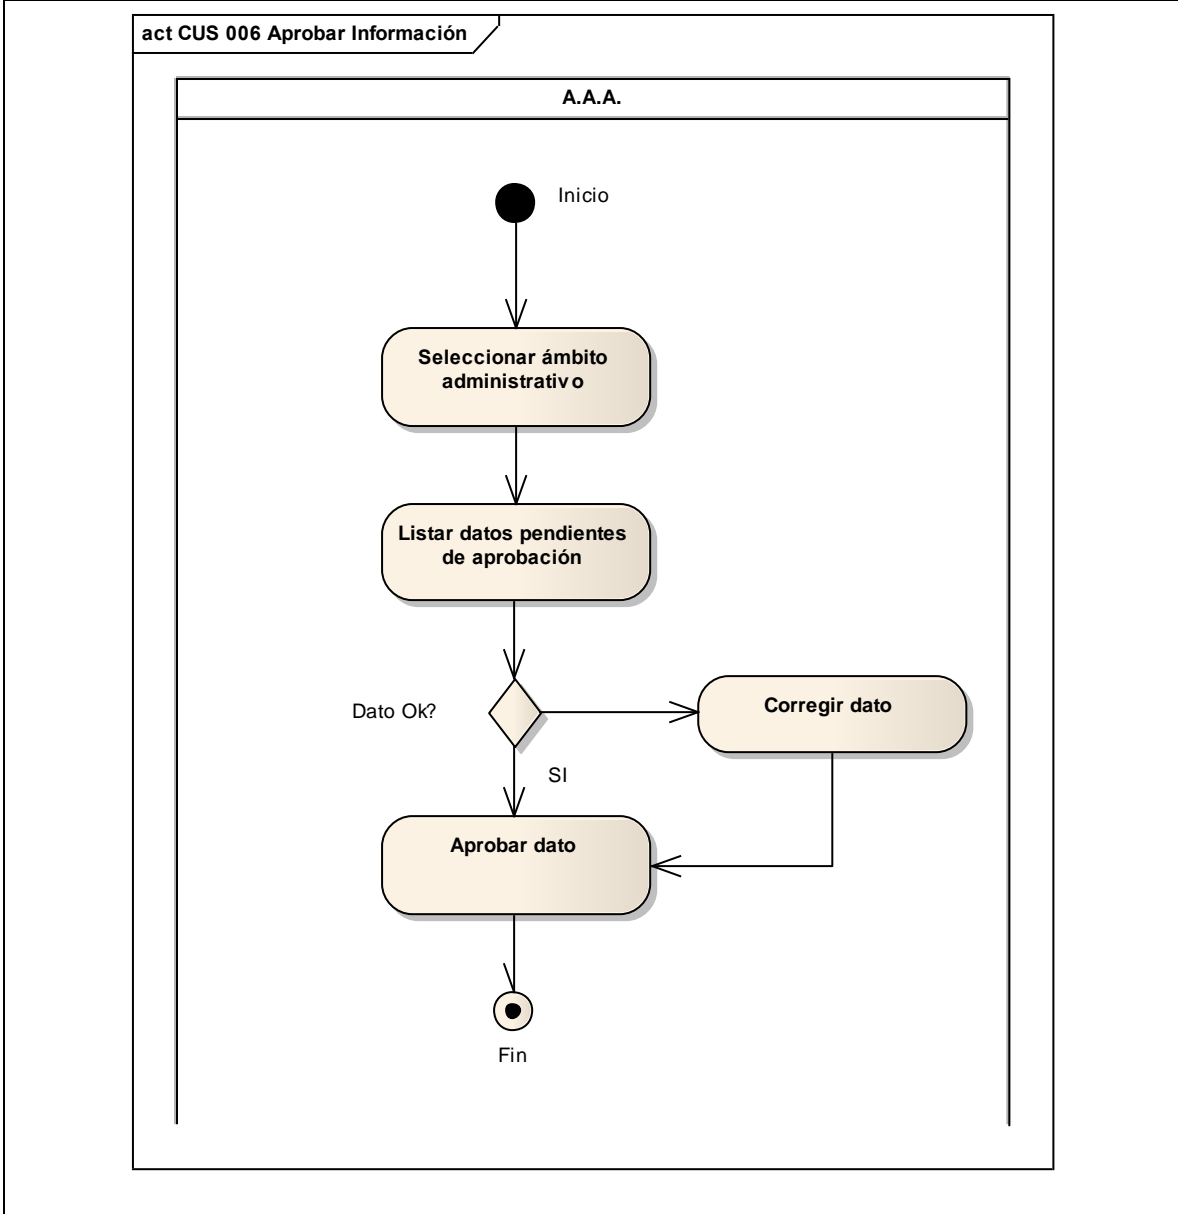 act CUS 006 Aprobar Información
A.A.A.
Inicio
Seleccionar ámbito
administrativo
Listar datos pendientes
de aprobación
Dato Ok?
Corregir dato
SI
Aprobar dato
Fin